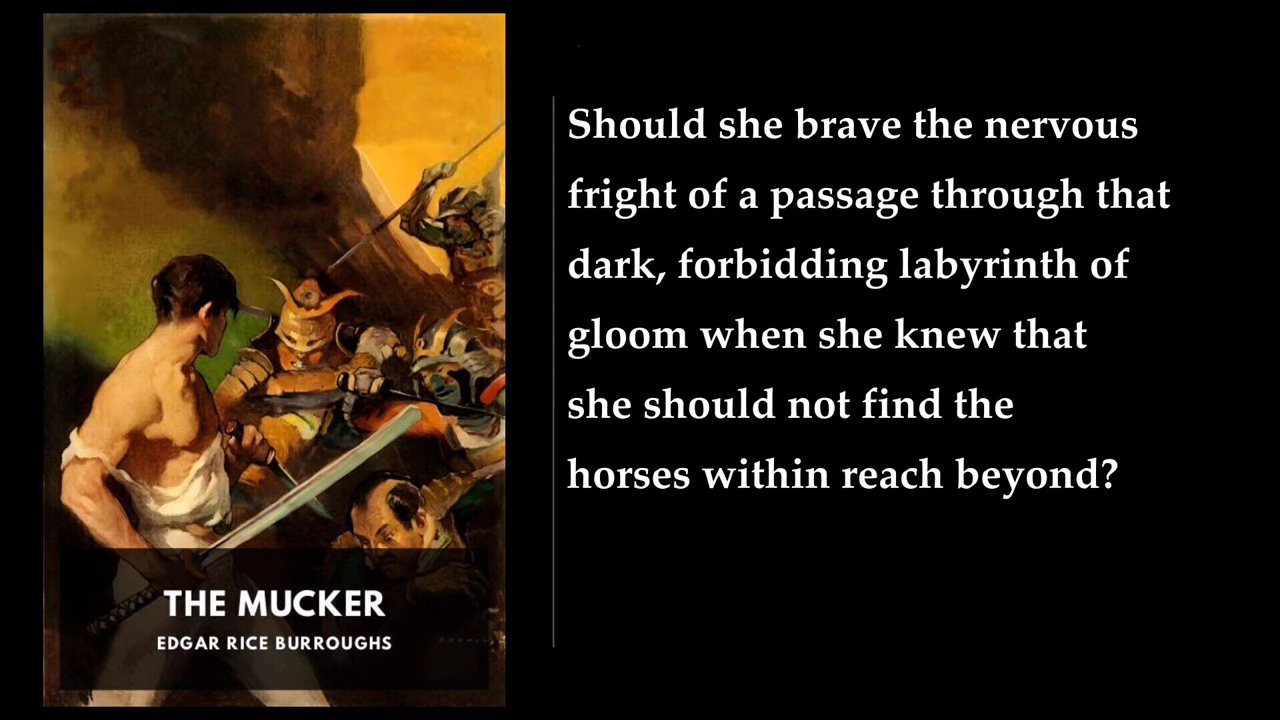 THE MUCKER
EDGAR RICE BURROUGHS
Should she brave the nervous
fright of a passage through that
dark, forbidding labyrinth of
gloom when she knew that
she should not find the
horses within reach beyond?